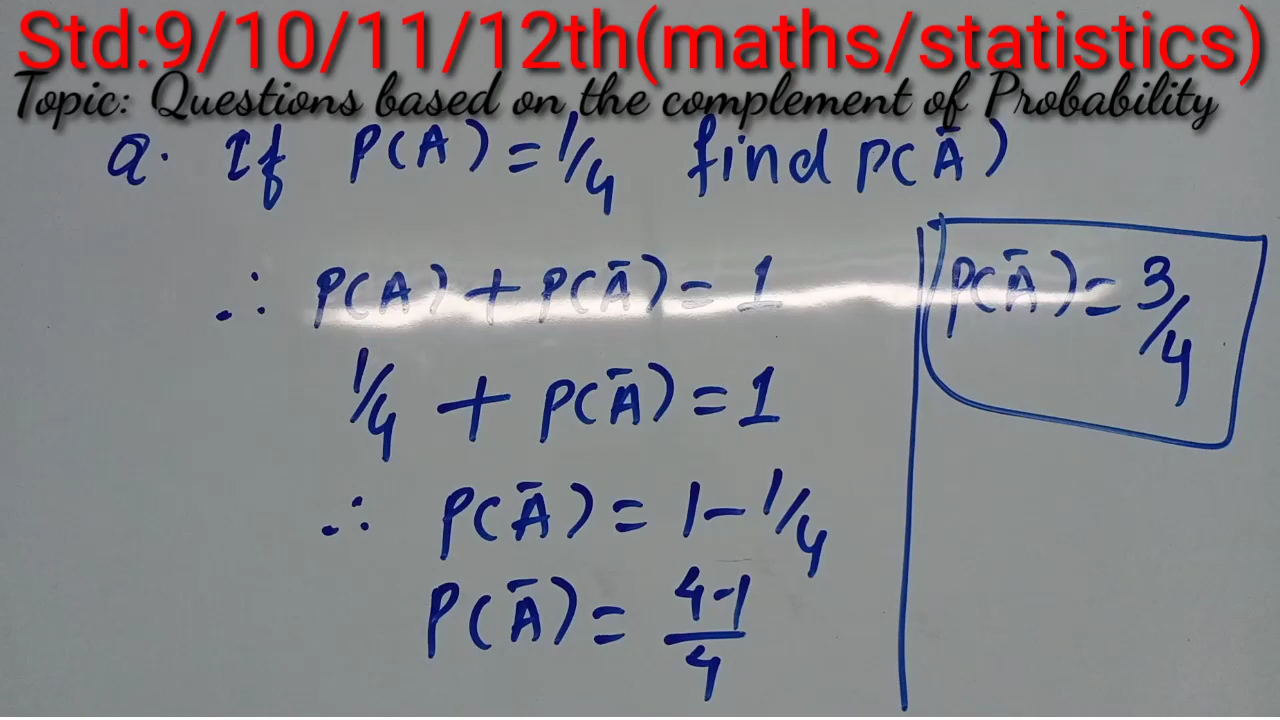 Std:9/10/11/12th(maths/statistics)
Topic: Questions based on the complement of Probability
Q. If P(A) = 1/4 find P(Ā)
∴ P(A) + P(Ā) = 1
1/4 + P(Ā) = 1
∴ P(Ā) = 1 - 1/4
P(Ā) = 4-1/4
P(Ā) = 3/4